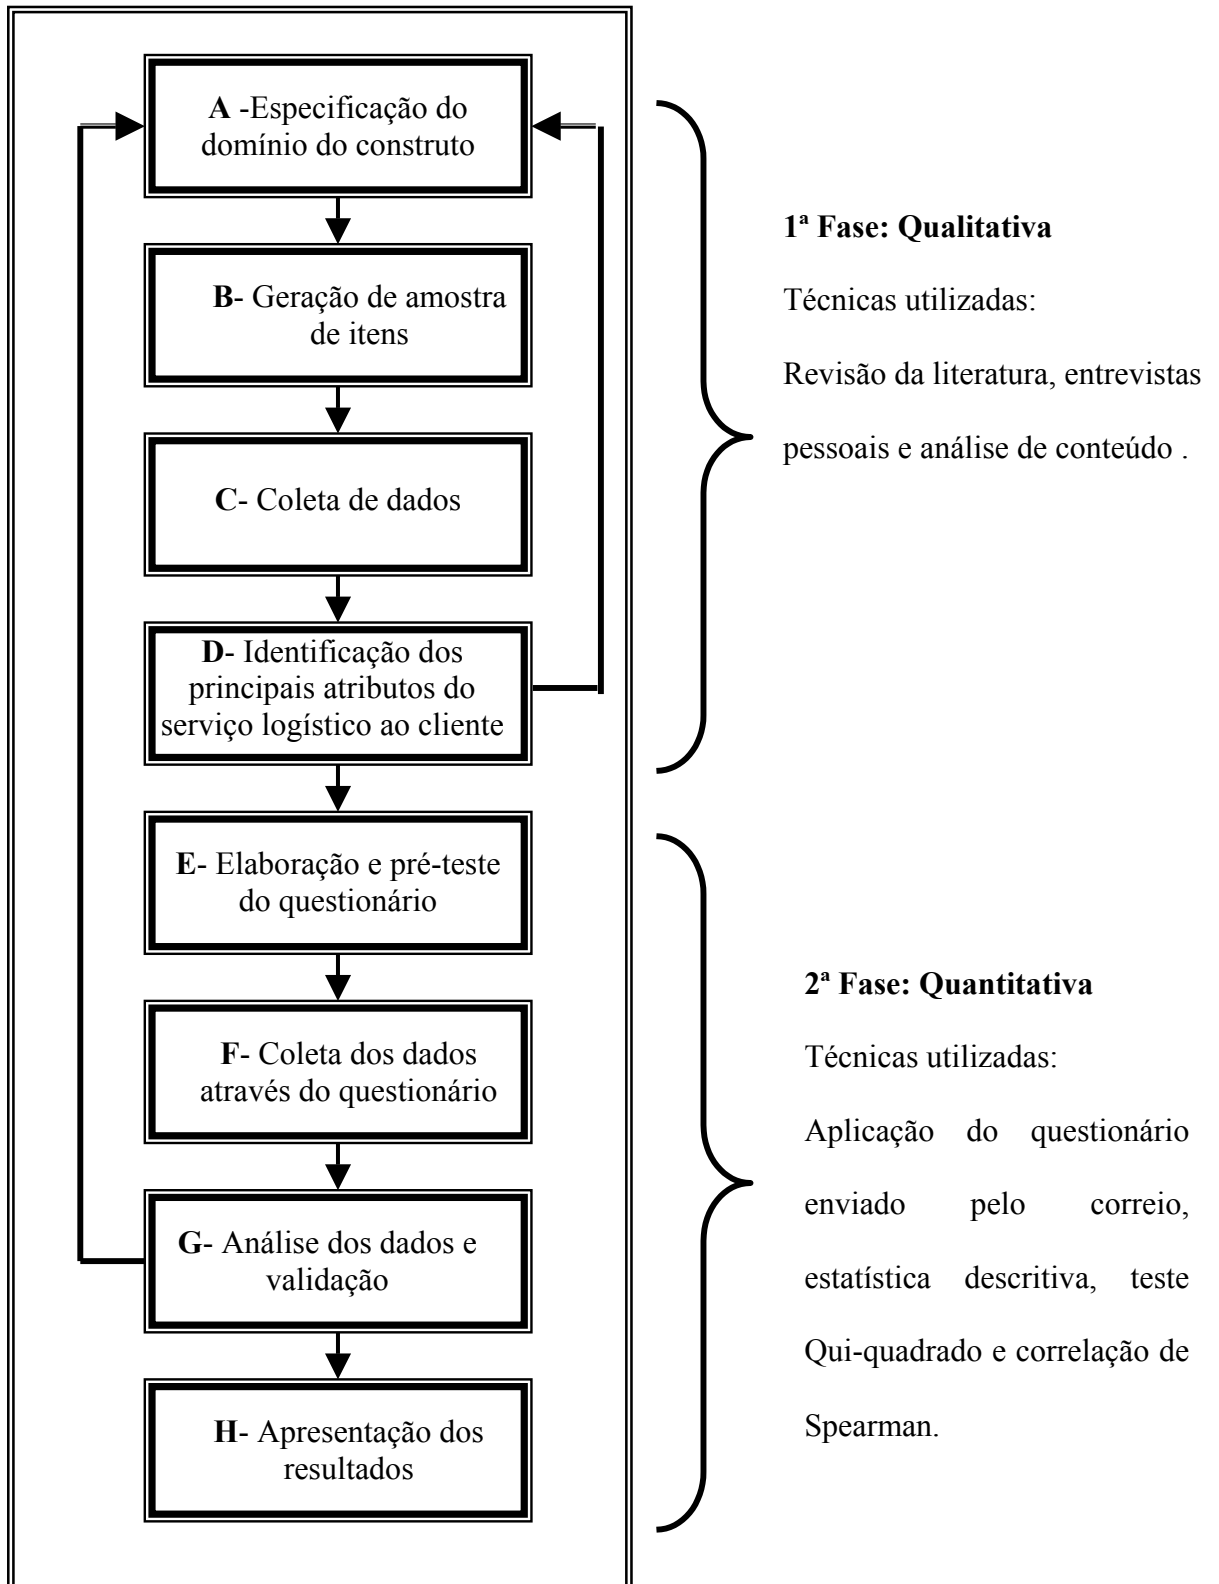 A -Especificação do
domínio do construto
B- Geração de amostra
de itens
C- Coleta de dados
D- Identificação dos
principais atributos do
serviço logístico ao cliente
E- Elaboração e pré-teste
do questionário
F- Coleta dos dados
através do questionário
G- Análise dos dados e
validação
H- Apresentação dos
resultados
1ª Fase: Qualitativa
Técnicas utilizadas:
Revisão da literatura, entrevistas
pessoais e análise de conteúdo .
2ª Fase: Quantitativa
Técnicas utilizadas:
Aplicação do questionário
enviado pelo correio,
estatística descritiva, teste
Qui-quadrado e correlação de
Spearman.